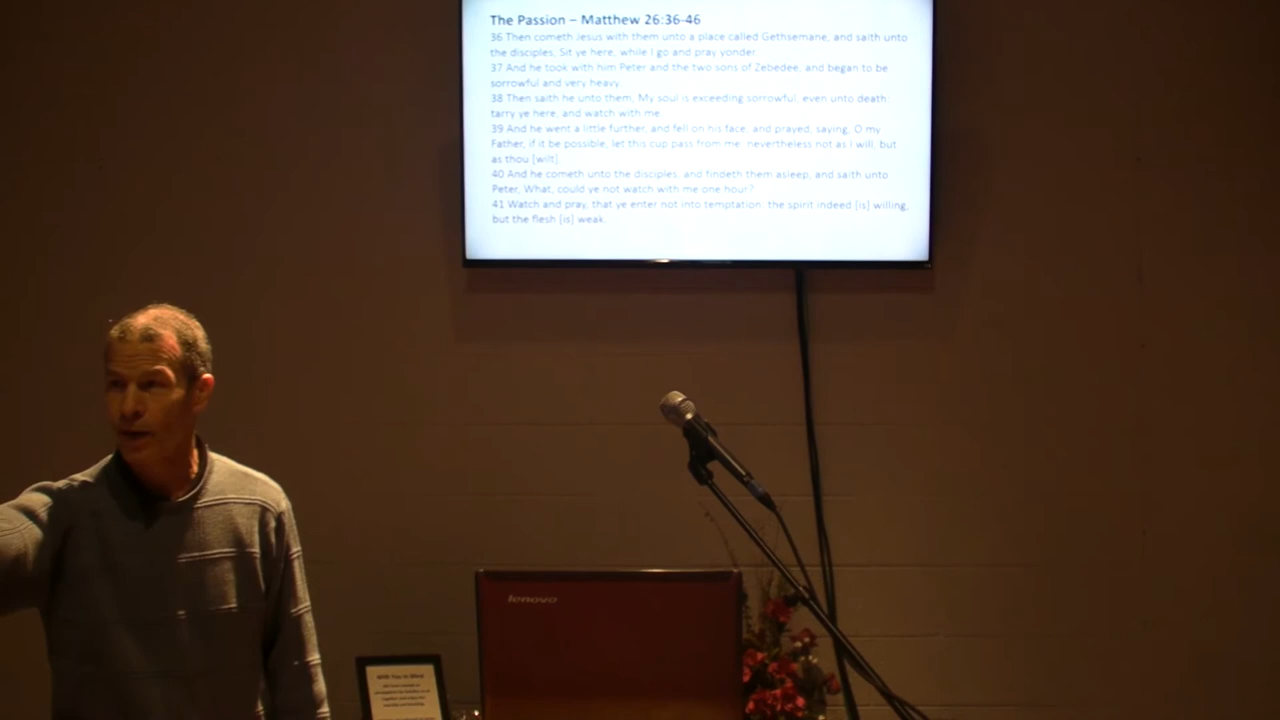 The Passion – Matthew 26:36-46
36 Then cometh Jesus with them unto a place called Gethsemane, and saith unto
the disciples, Sit ye here, while I go and pray yonder.
37 And he took with him Peter and the two sons of Zebedee, and began to be
sorrowful and very heavy.
38 Then saith he unto them, My soul is exceeding sorrowful, even unto death:
tarry ye here, and watch with me.
39 And he went a little further, and fell on his face, and prayed, saying, O my
Father, if it be possible, let this cup pass from me: nevertheless not as I will, but
as thou [wilt].
40 And he cometh unto the disciples, and findeth them asleep, and saith unto
Peter, What, could ye not watch with me one hour?
41 Watch and pray, that ye enter not into temptation: the spirit indeed [is] willing,
but the flesh [is] weak.
lenovo
With You in Mind